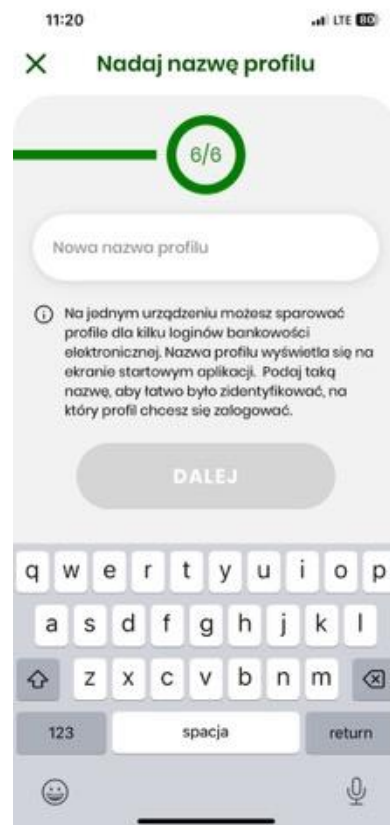 11:20
LTE 80
Nadaj nazwę profilu
6/6
Nowa nazwa profilu
Na jednym urządzeniu możesz sparować
profile dla kilku loginów bankowości
elektronicznej. Nazwa profilu wyświetla się na
ekranie startowym aplikacji. Podaj taką
nazwę, aby łatwo było zidentyfikować, na
który profil chcesz się zalogować.
DALEJ
q w e r t y u i o p
a s d f g h j k l
z x c v b n m
123 spacja return